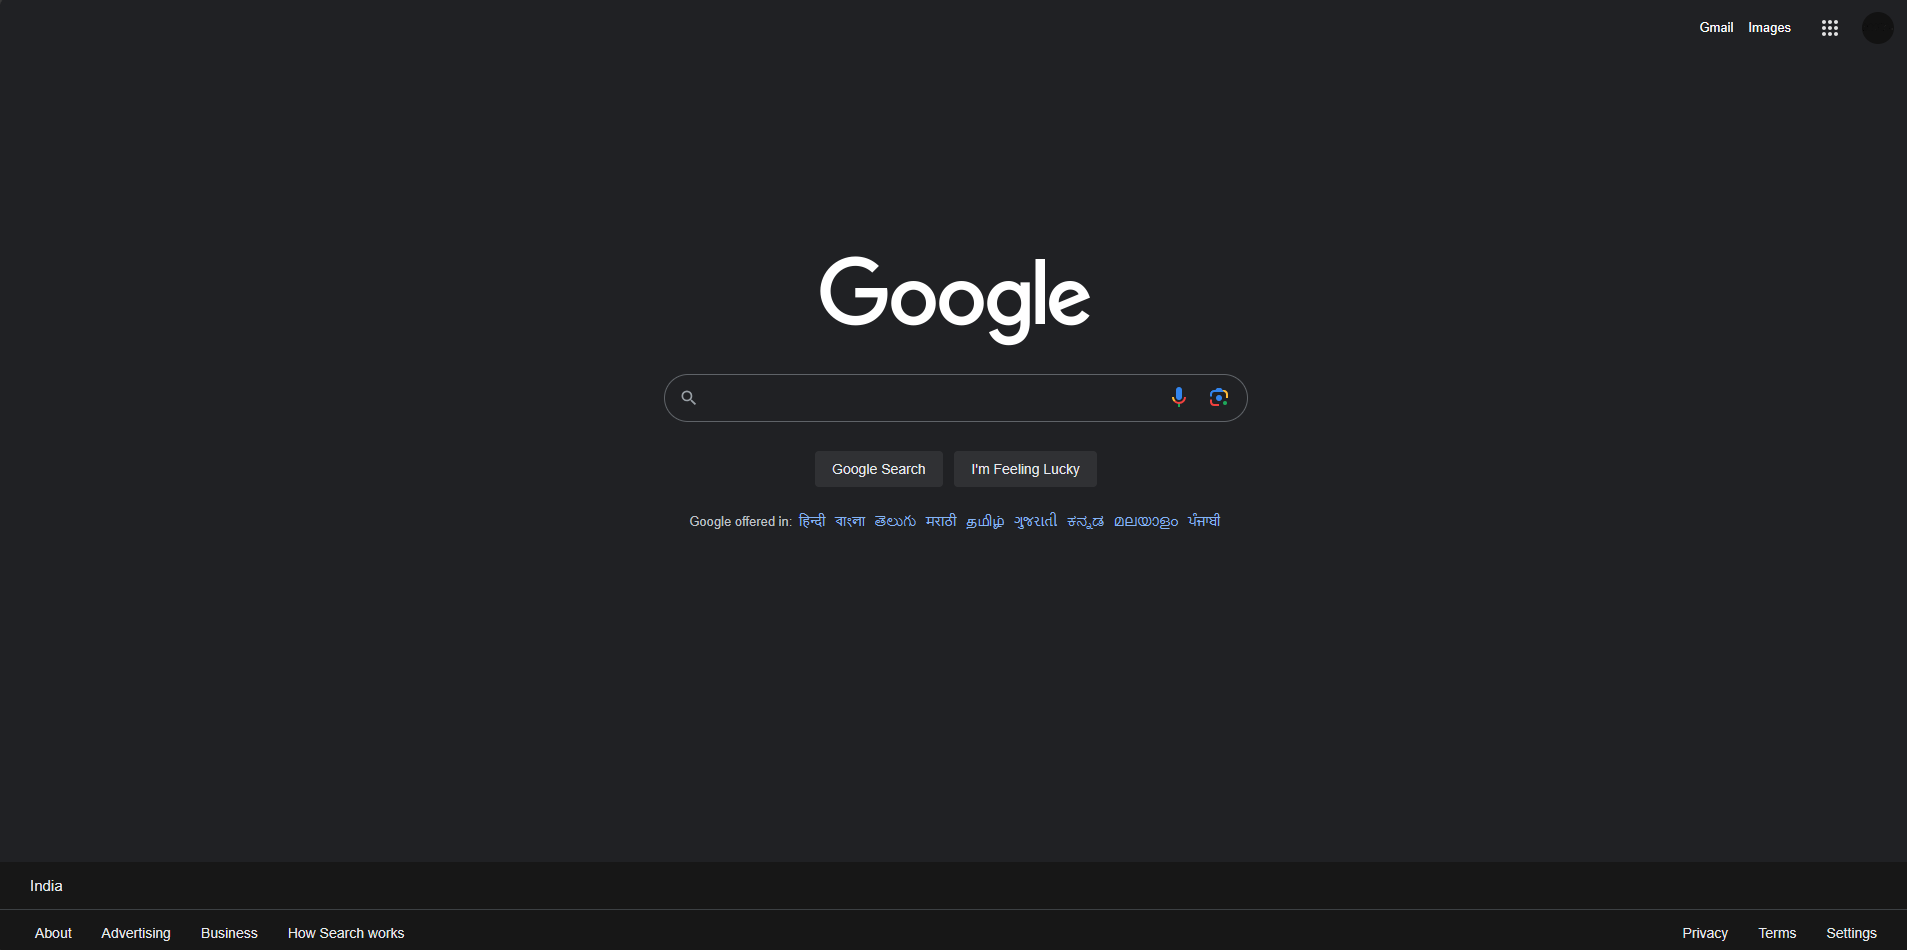 Gmail Images
Google
Google Search I'm Feeling Lucky
Google offered in: हिन्दी বাংলা తెలుగు मराठी தமிழ் ગુજરાતી ಕನ್ನಡ മലയാളം ਪੰਜਾਬੀ
India
About Advertising Business How Search works Privacy Terms Settings